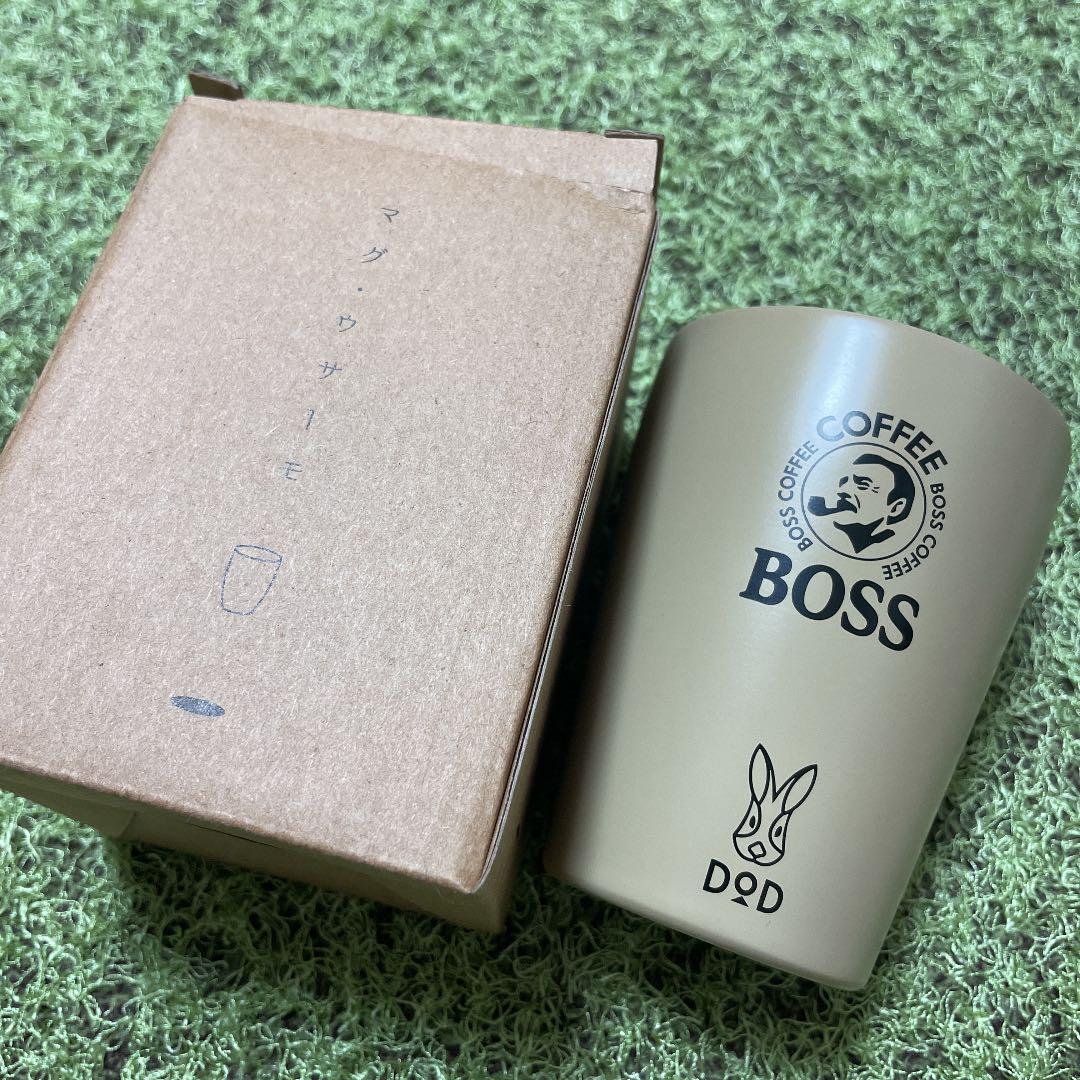 マグ・ウサーモ
COFFEE
BOSS COFFEE
BOSS COFFEE
BOSS
DOD